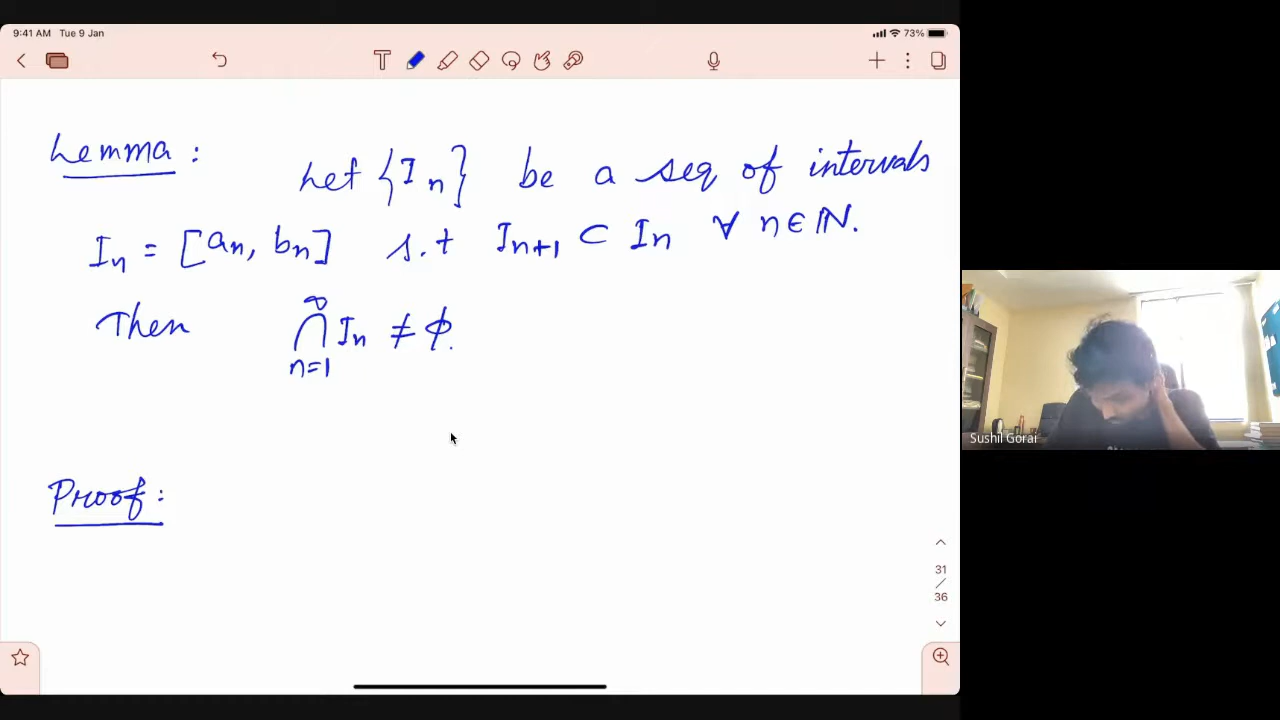 9:41 AM Tue 9 Jan
73%
Lemma : Let {In} be a seq of intervals
In = [an, bn] s.t In+1 ⊂ In ∀ n ∈ ℕ.
Then ∞⋂n=1 In ≠ ϕ.
Proof :
Sushil Gorai
31
/
36